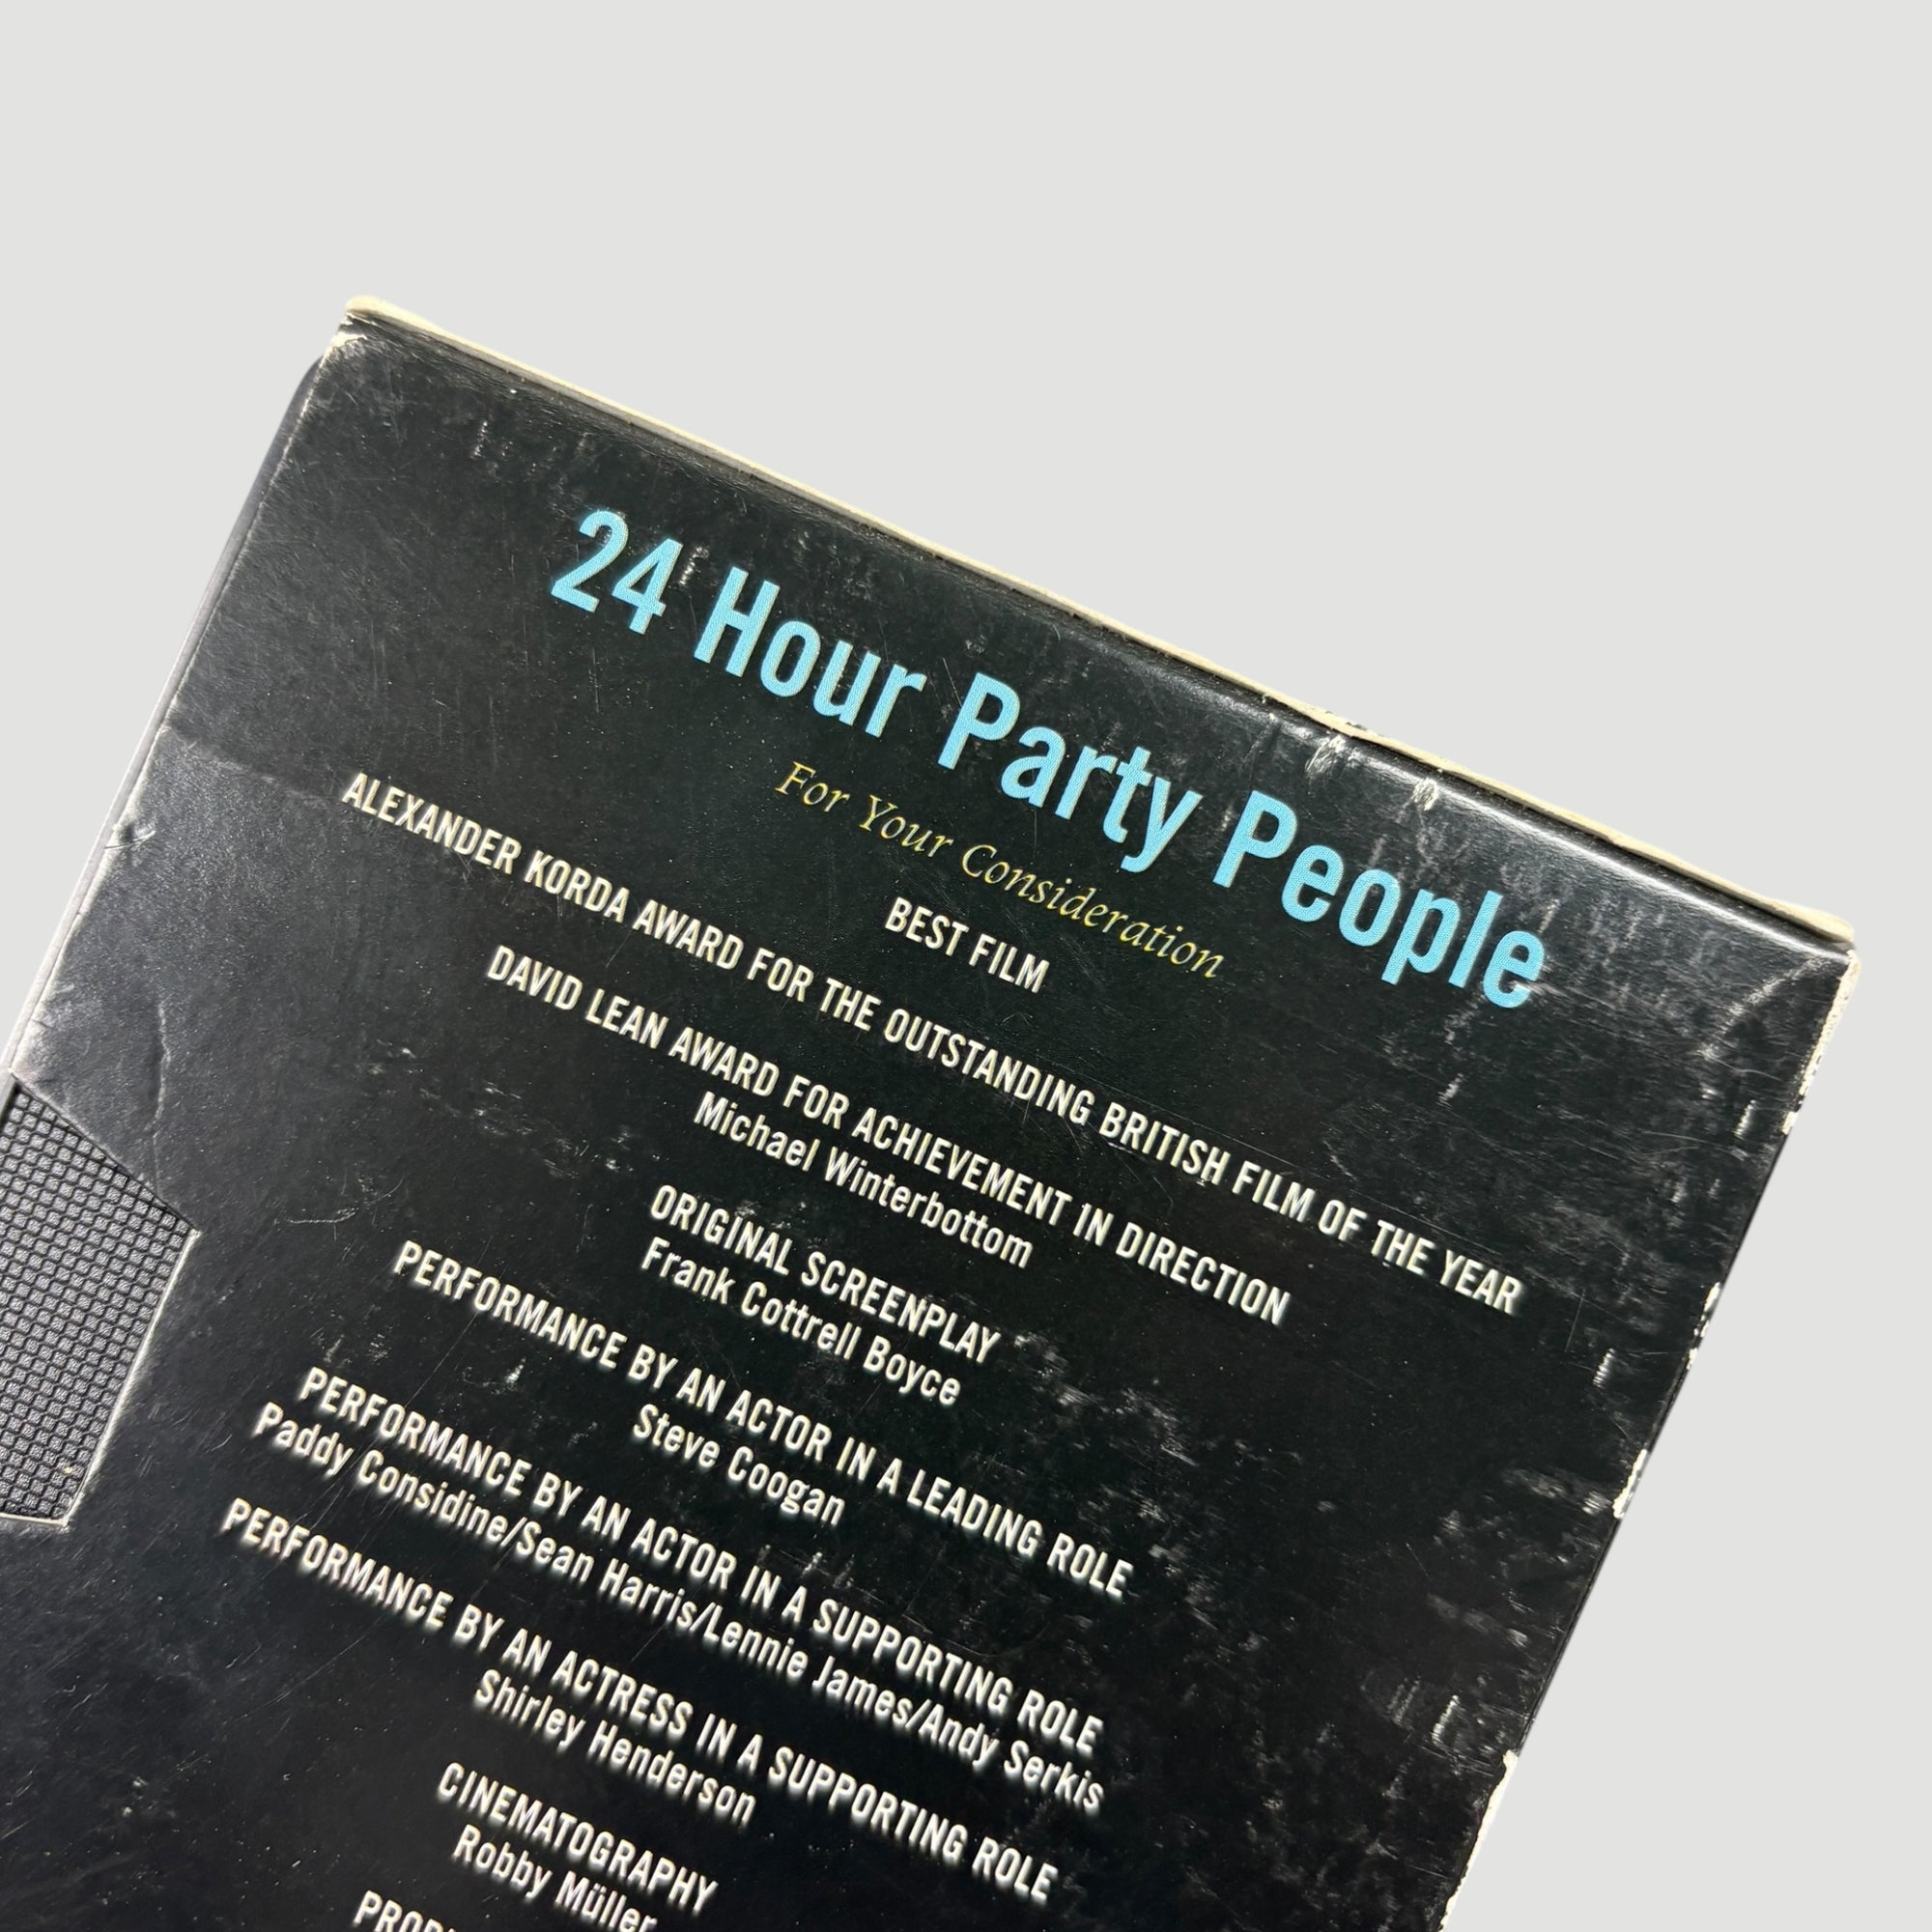 24 Hour Party People
For Your Consideration
BEST FILM
ALEXANDER KORDA AWARD FOR THE OUTSTANDING BRITISH FILM OF THE YEAR
DAVID LEAN AWARD FOR ACHIEVEMENT IN DIRECTION
Michael Winterbottom
ORIGINAL SCREENPLAY
Frank Cottrell Boyce
PERFORMANCE BY AN ACTOR IN A LEADING ROLE
Steve Coogan
PERFORMANCE BY AN ACTOR IN A SUPPORTING ROLE
Paddy Considine/Sean Harris/Lennie James/Andy Serkis
PERFORMANCE BY AN ACTRESS IN A SUPPORTING ROLE
Shirley Henderson
CINEMATOGRAPHY
Robby Müller